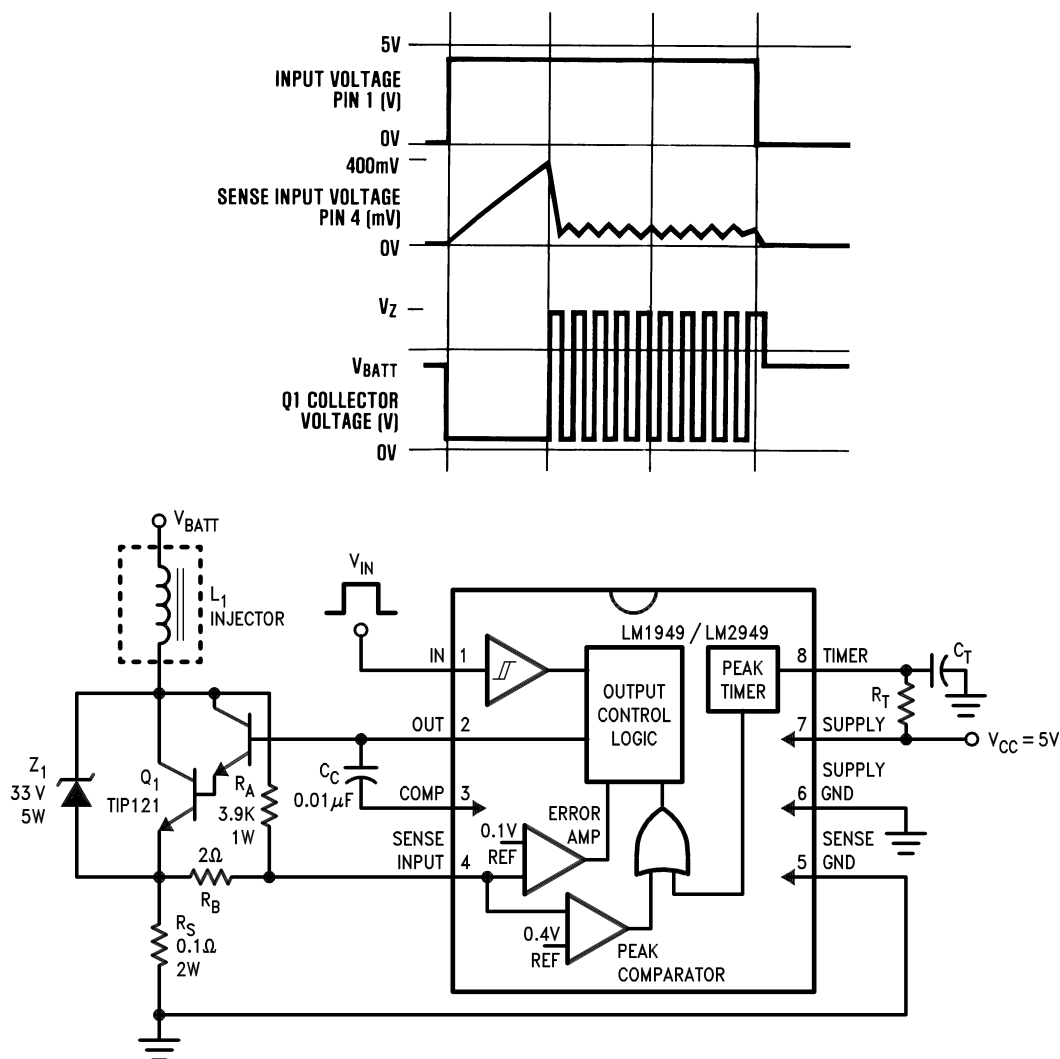 5V
INPUT VOLTAGE
PIN 1 (V)
0V
400mV
SENSE INPUT VOLTAGE
PIN 4 (mV)
0V
VZ
VBATT
Q1 COLLECTOR
VOLTAGE (V)
0V
VBATT
L1
INJECTOR
VIN
LM1949 / LM2949
IN 1
OUTPUT
CONTROL
LOGIC
PEAK
TIMER
8 TIMER
CT
RT
OUT 2
7 SUPPLY
VCC = 5V
Z1
33V
5W
Q1
TIP121
RA
3.9K
1W
CC
0.01μF
COMP 3
SUPPLY
6 GND
0.1V
REF
ERROR
AMP
SENSE
INPUT 4
SENSE
5 GND
2Ω
RB
RS
0.1Ω
2W
0.4V
REF
PEAK
COMPARATOR